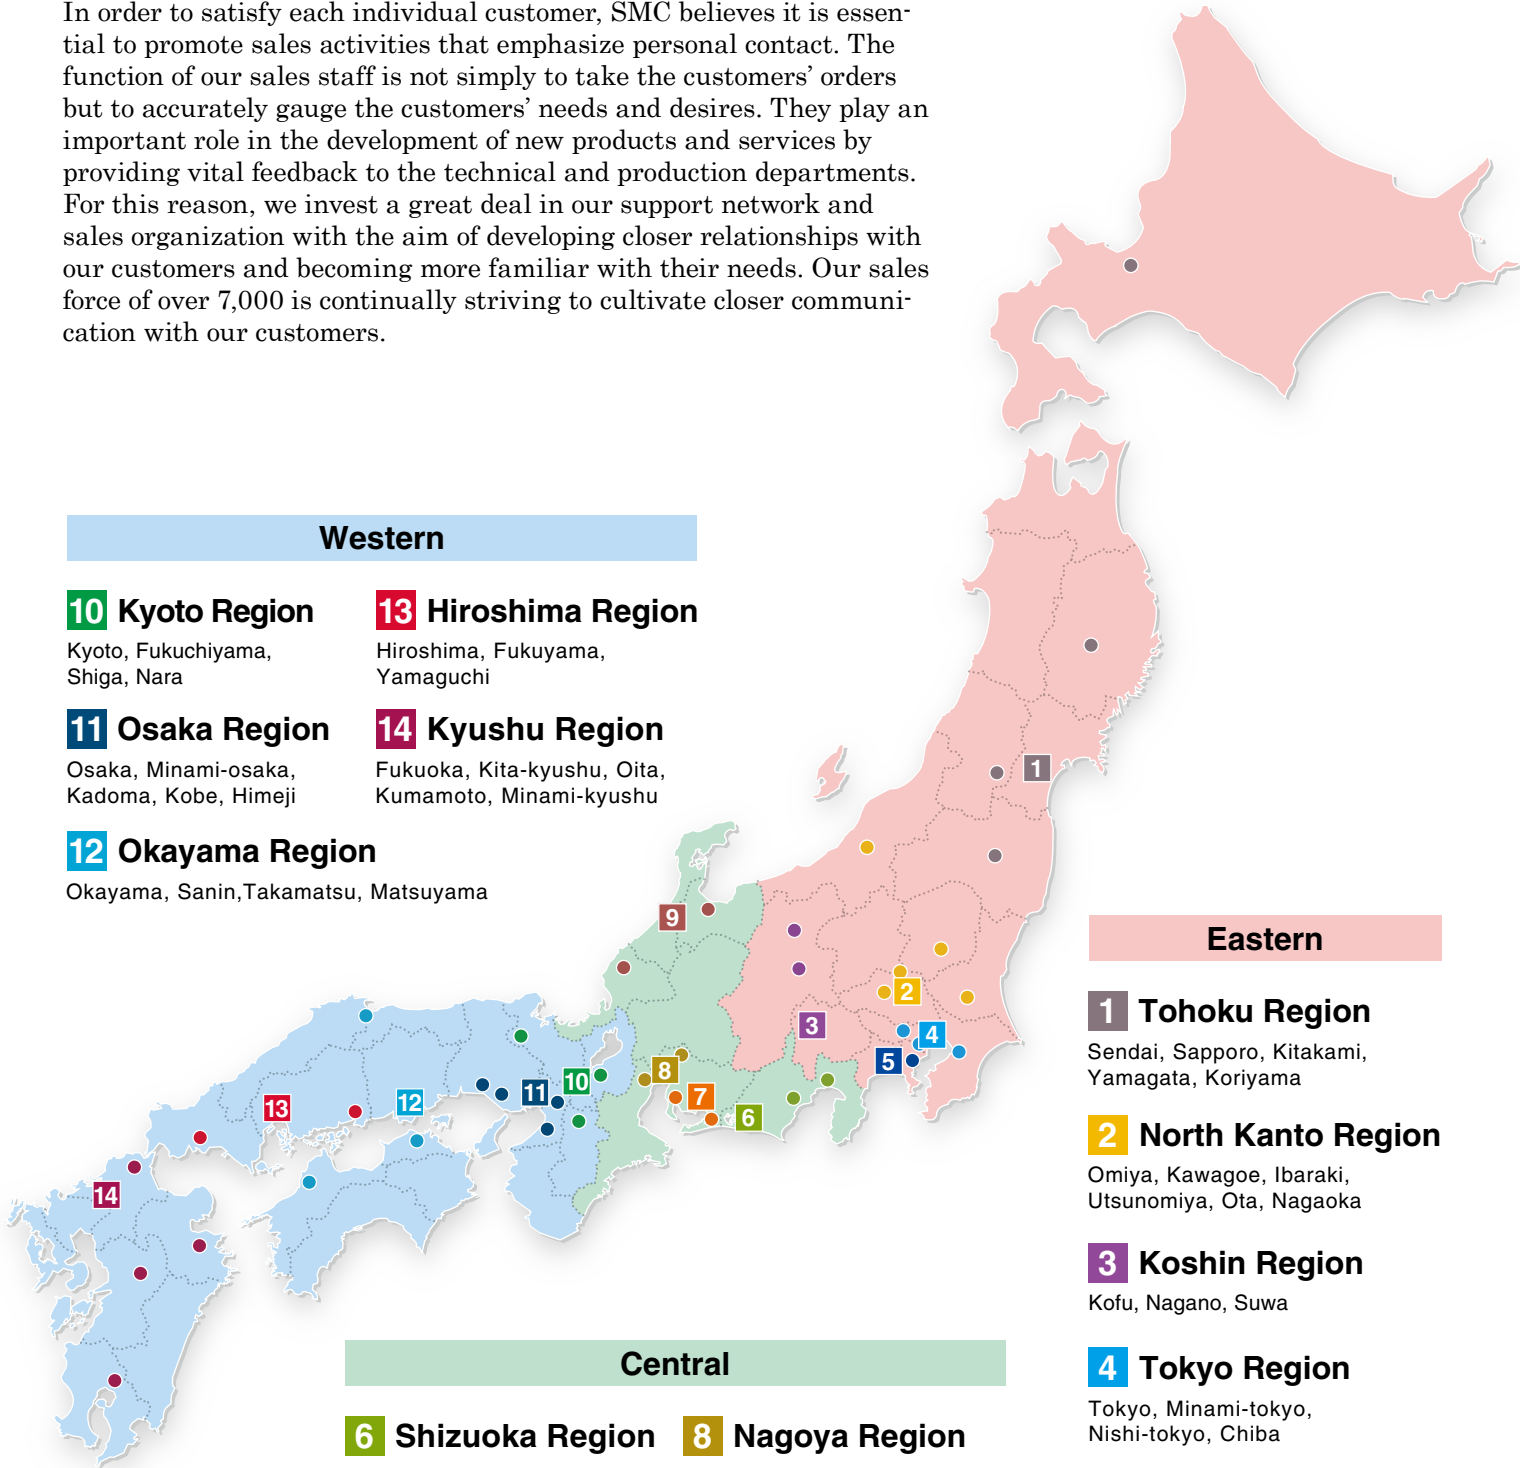 In order to satisfy each individual customer, SMC believes it is essen-
tial to promote sales activities that emphasize personal contact. The
function of our sales staff is not simply to take the customers’ orders
but to accurately gauge the customers’ needs and desires. They play an
important role in the development of new products and services by
providing vital feedback to the technical and production departments.
For this reason, we invest a great deal in our support network and
sales organization with the aim of developing closer relationships with
our customers and becoming more familiar with their needs. Our sales
force of over 7,000 is continually striving to cultivate closer communi-
cation with our customers.
Western
10 Kyoto Region
Kyoto, Fukuchiyama,
Shiga, Nara
13 Hiroshima Region
Hiroshima, Fukuyama,
Yamaguchi
11 Osaka Region
Osaka, Minami-osaka,
Kadoma, Kobe, Himeji
14 Kyushu Region
Fukuoka, Kita-kyushu, Oita,
Kumamoto, Minami-kyushu
12 Okayama Region
Okayama, Sanin,Takamatsu, Matsuyama
1
9
2
3
4
5
8
10
11
7
12
13
6
14
Eastern
1 Tohoku Region
Sendai, Sapporo, Kitakami,
Yamagata, Koriyama
2 North Kanto Region
Omiya, Kawagoe, Ibaraki,
Utsunomiya, Ota, Nagaoka
3 Koshin Region
Kofu, Nagano, Suwa
4 Tokyo Region
Tokyo, Minami-tokyo,
Nishi-tokyo, Chiba
Central
6 Shizuoka Region
8 Nagoya Region